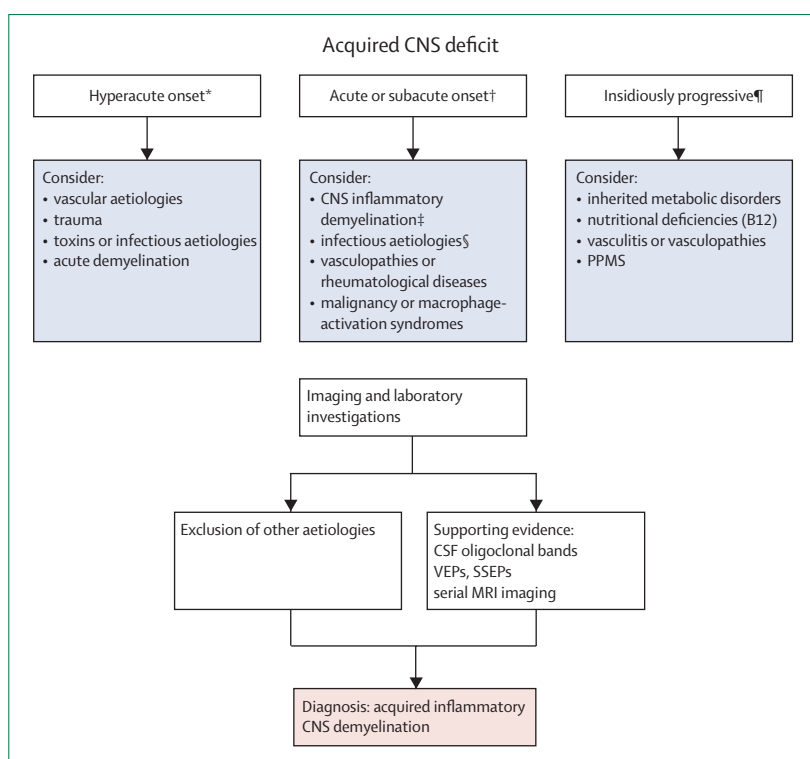 Acquired CNS deficit
Hyperacute onset*
Consider:
• vascular aetiologies
• trauma
• toxins or infectious aetiologies
• acute demyelination
Acute or subacute onset†
Consider:
• CNS inflammatory
demyelination‡
• infectious aetiologies§
• vasculopathies or
rheumatological diseases
• malignancy or macrophage-
activation syndromes
Insidiously progressive¶
Consider:
• inherited metabolic disorders
• nutritional deficiencies (B12)
• vasculitis or vasculopathies
• PPMS
Imaging and laboratory
investigations
Exclusion of other aetiologies
Supporting evidence:
CSF oligoclonal bands
VEPs, SSEPs
serial MRI imaging
Diagnosis: acquired inflammatory
CNS demyelination